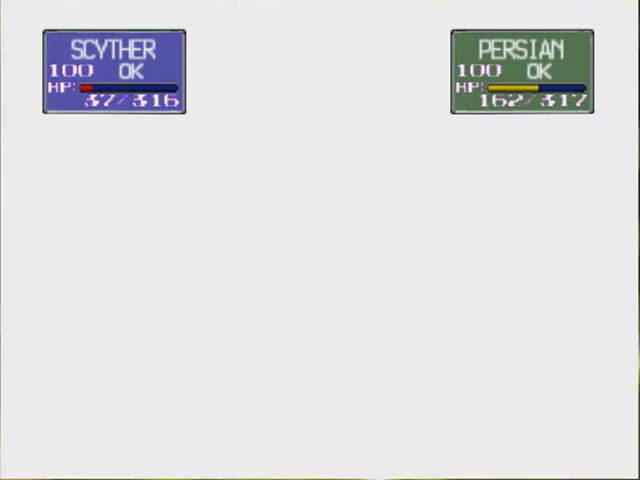 SCYTHER
100 OK
HP:
37/316
PERSIAN
100 OK
HP:
162/317